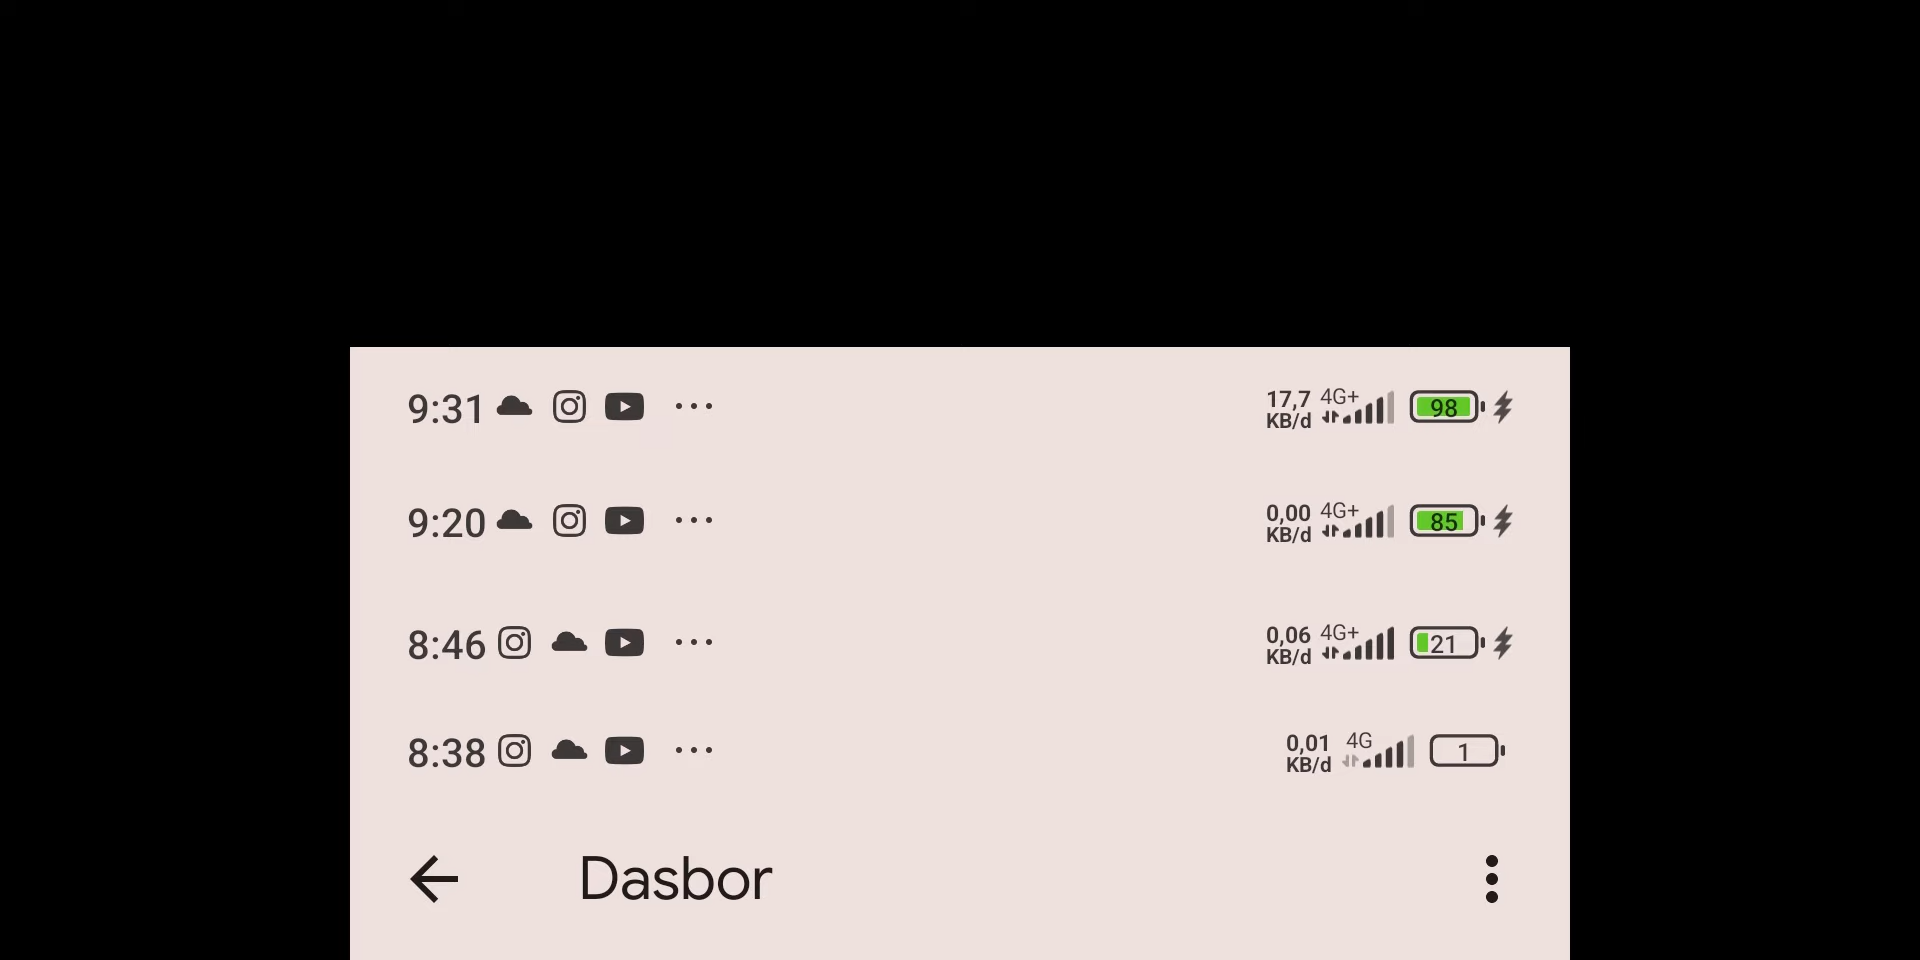 9:31 ... 17,7 KB/d 4G+ 98
9:20 ... 0,00 KB/d 4G+ 85
8:46 ... 0,06 KB/d 4G+ 21
8:38 ... 0,01 KB/d 4G 1
Dasbor